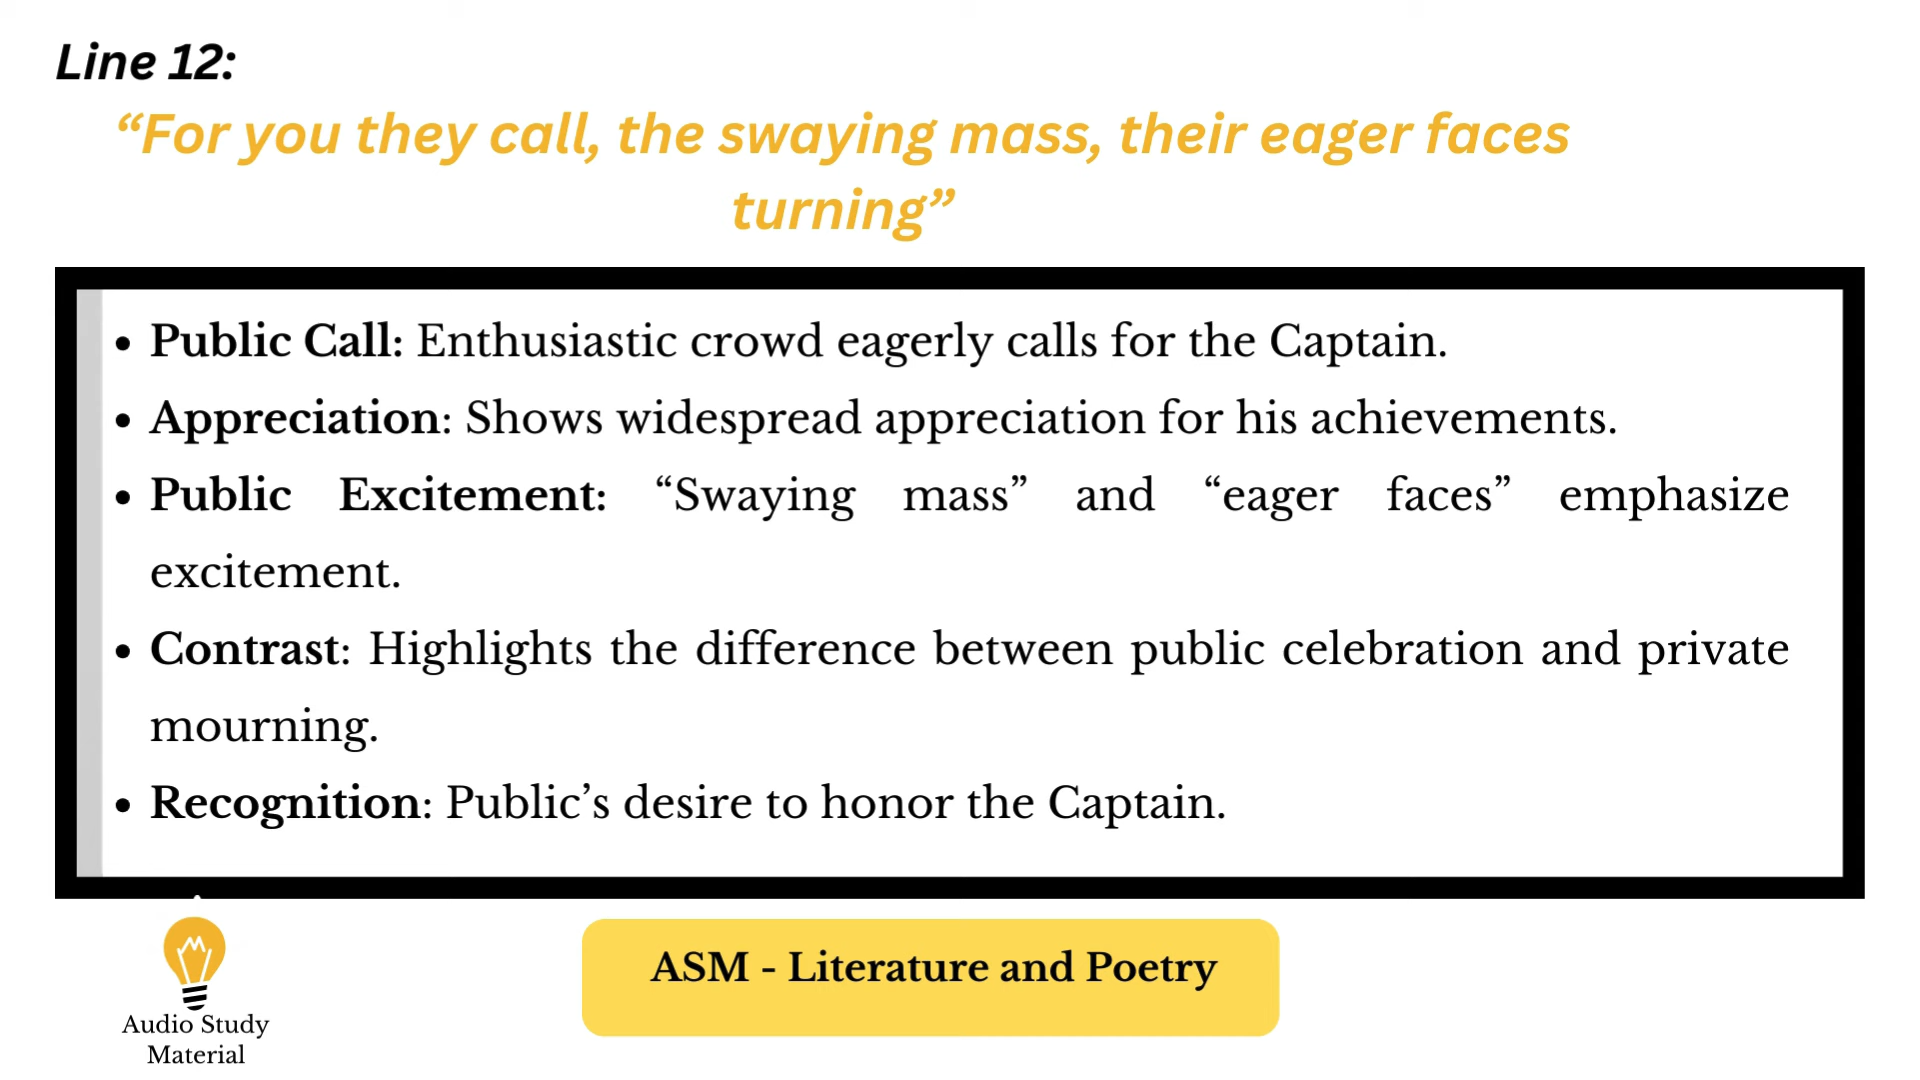 Line 12:
“For you they call, the swaying mass, their eager faces
turning”
• Public Call: Enthusiastic crowd eagerly calls for the Captain.
• Appreciation: Shows widespread appreciation for his achievements.
• Public Excitement: “Swaying mass” and “eager faces” emphasize
excitement.
• Contrast: Highlights the difference between public celebration and private
mourning.
• Recognition: Public’s desire to honor the Captain.
ASM - Literature and Poetry
Audio Study
Material